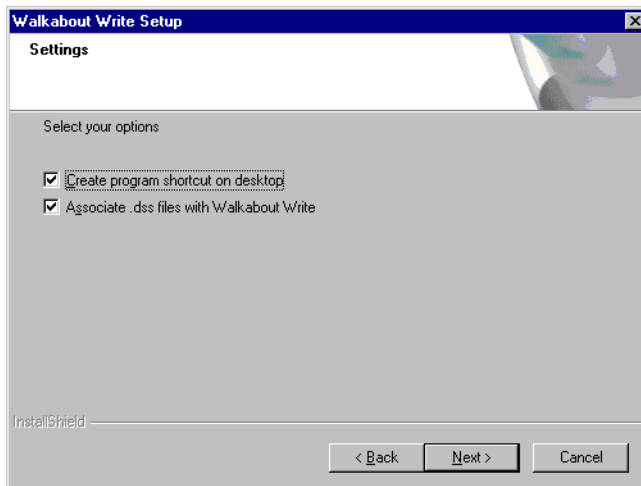 Walkabout Write Setup
Settings
Select your options
Create program shortcut on desktop
Associate .dss files with Walkabout Write
InstallShield
< Back
Next >
Cancel